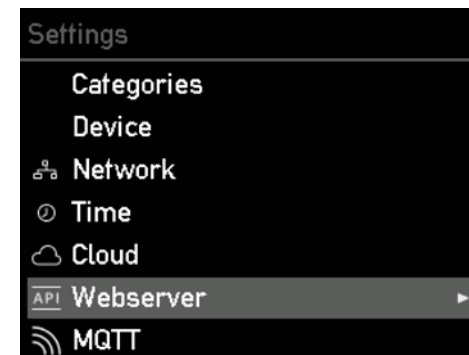 Settings
Categories
Device
Network
Time
Cloud
API Webserver
MQTT